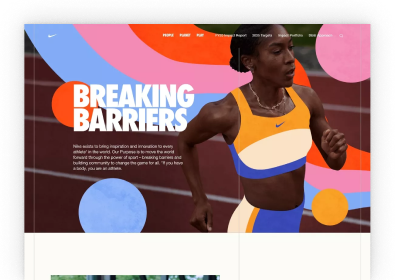 PEOPLE PLANET PLAY FY23 Impact Report 2025 Targets Impact Platform
BREAKING
BARRIERS
Nike exists to bring inspiration and innovation to every
athlete* in the world. Our Purpose is to move the world
forward through the power of sport – breaking barriers and
building community to change the game for all. *If you have
a body, you are an athlete.